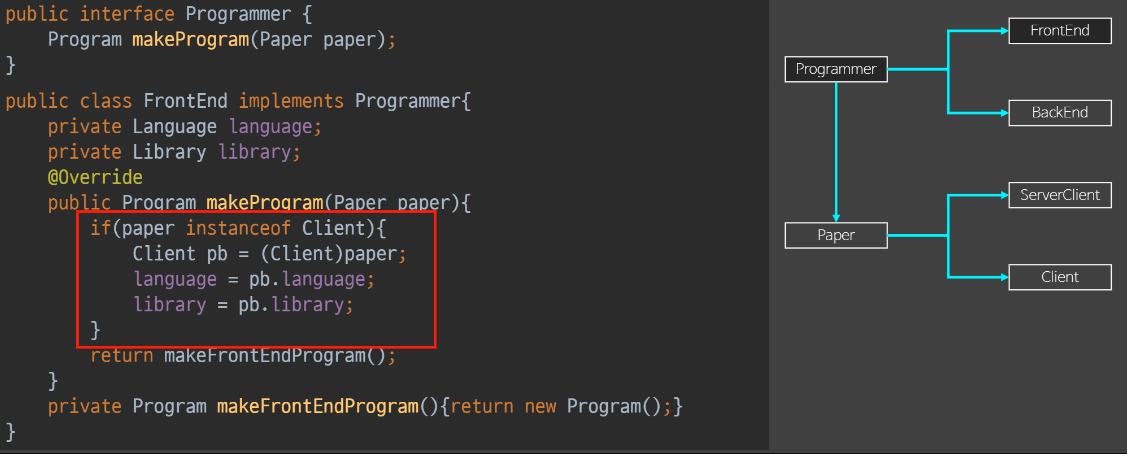 public interface Programmer {
    Program makeProgram(Paper paper);
}
public class FrontEnd implements Programmer{
    private Language language;
    private Library library;
    @Override
    public Program makeProgram(Paper paper){
        if(paper instanceof Client){
            Client pb = (Client)paper;
            language = pb.language;
            library = pb.library;
        }
        return makeFrontEndProgram();
    }
    private Program makeFrontEndProgram(){return new Program();}
}
FrontEnd
Programmer
BackEnd
ServerClient
Paper
Client